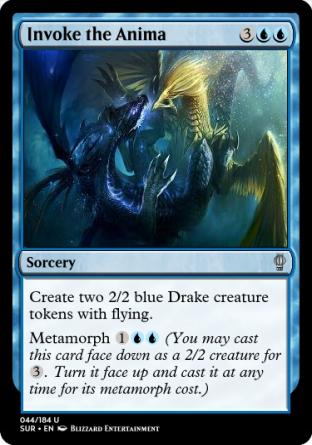 Invoke the Anima 3
Sorcery
Create two 2/2 blue Drake creature
tokens with flying.
Metamorph 1 (You may cast
this card face down as a 2/2 creature for
3. Turn it face up and cast it at any
time for its metamorph cost.)
044/184 U
SUR • EN Blizzard Entertainment